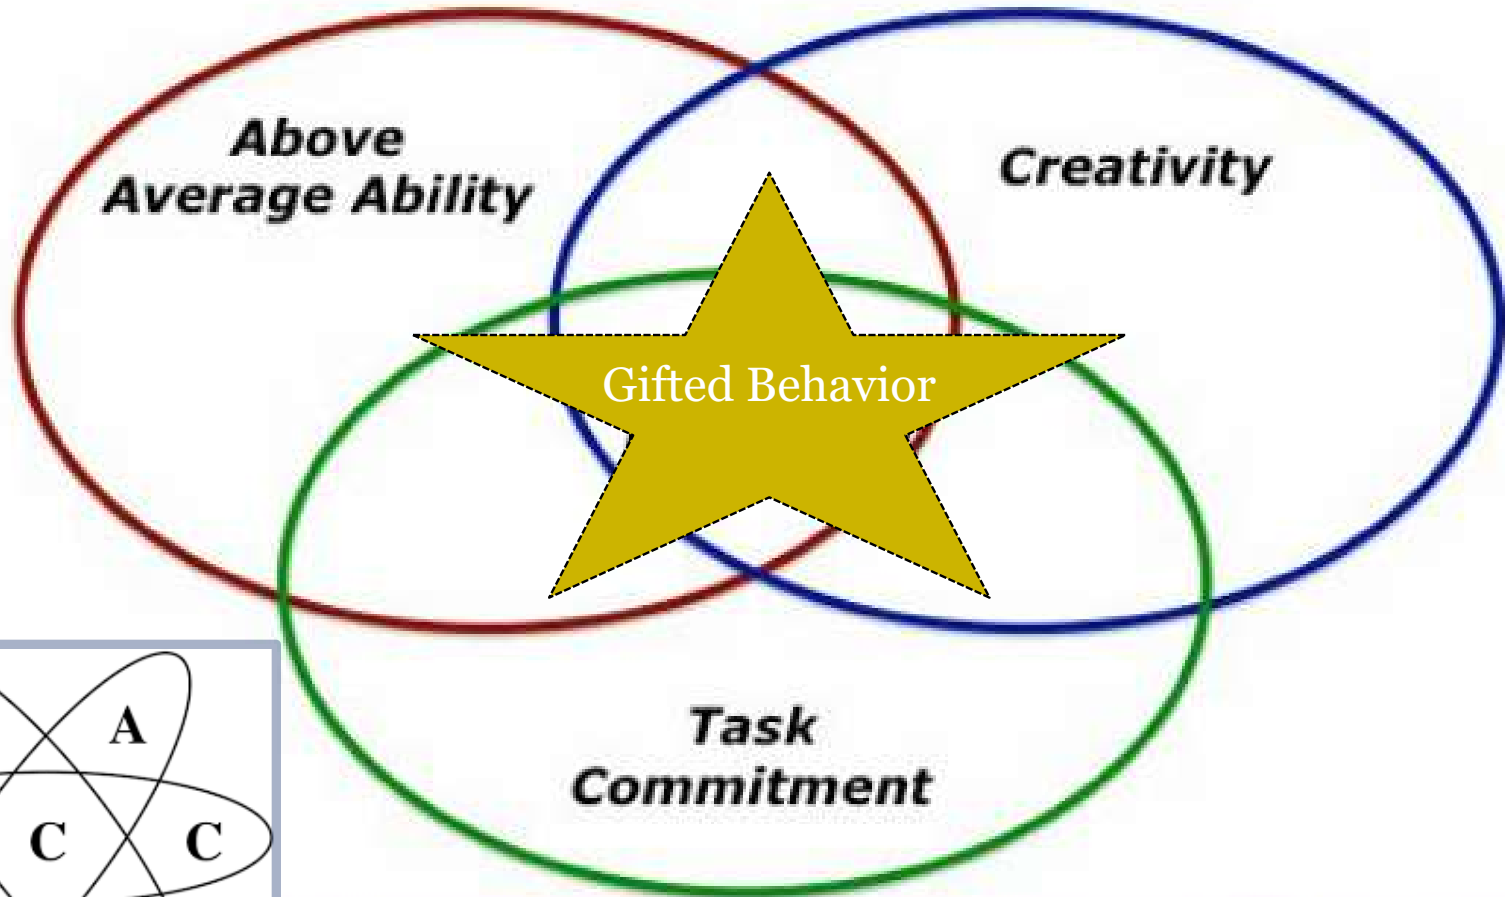 Above
Average Ability
Creativity
Gifted Behavior
Task
Commitment
A
C
C